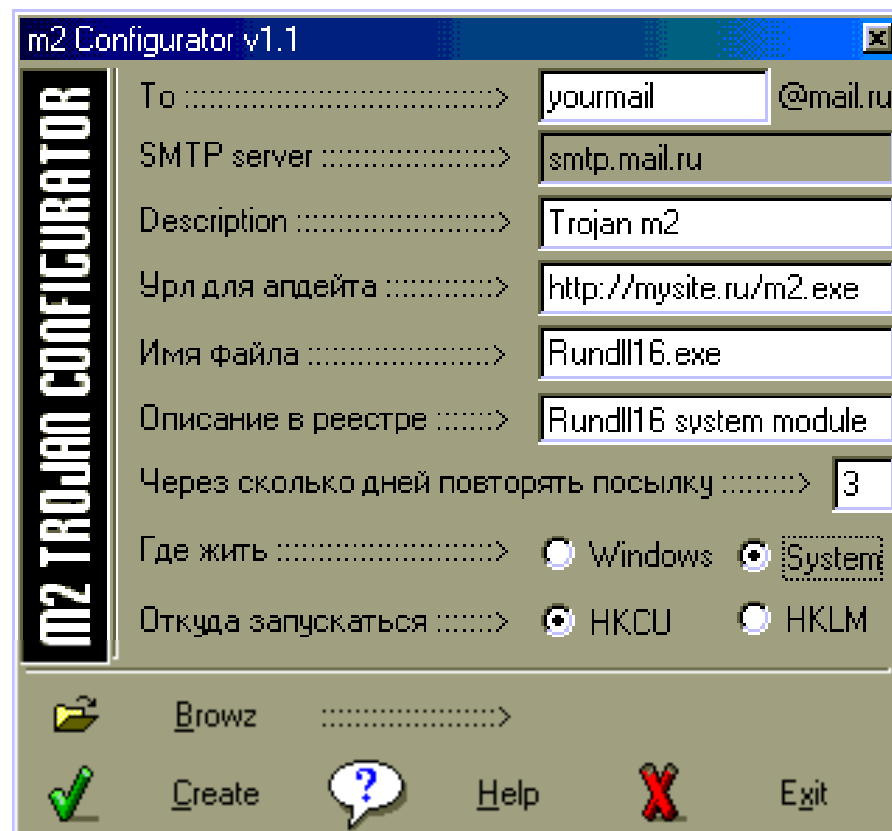 m2 Configurator v1.1
M2 TROJAN CONFIGURATOR
To :::::::::::::::::::::::::::::::::> yourmail @mail.ru
SMTP server :::::::::::::::::::> smtp.mail.ru
Description ::::::::::::::::::::::> Trojan m2
Урл для апдейта :::::::::::::> http://mysite.ru/m2.exe
Имя файла ::::::::::::::::::::> Rundll16.exe
Описание в реестре :::::::> Rundll16 system module
Через сколько дней повторять посылку :::::::::> 3
Где жить ::::::::::::::::::::::::> Windows System
Откуда запускаться :::::::> HKCU HKLM
Browz ::::::::::::::::::::>
Create ? Help Exit